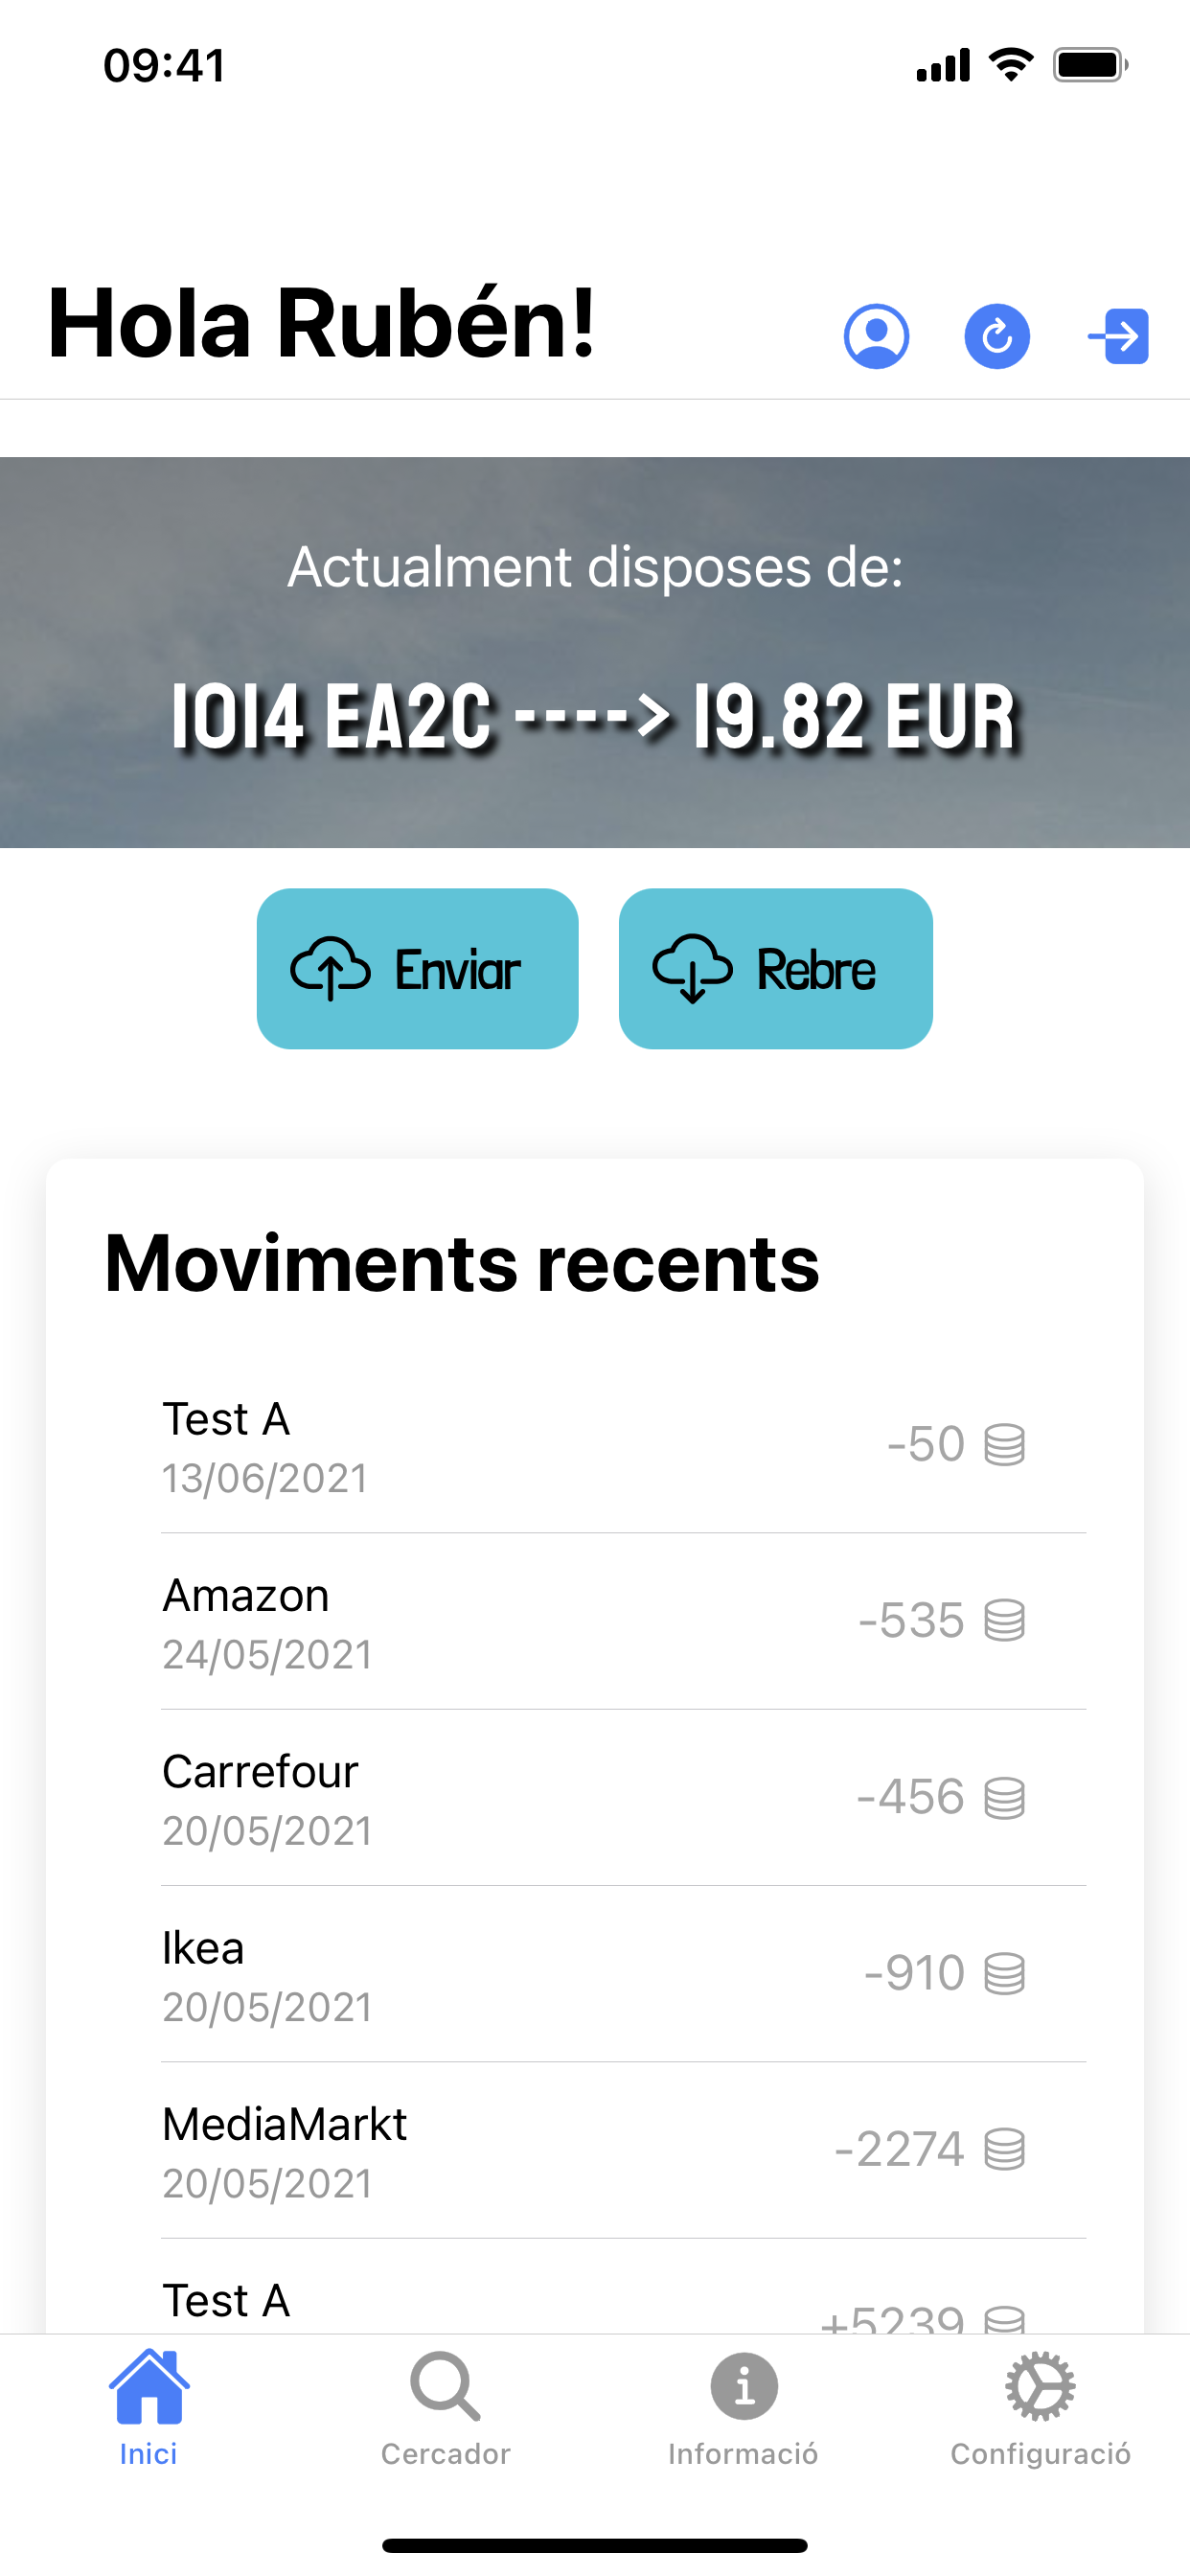 09:41
Hola Rubén!
Actualment disposes de:
1014 EA2C ----> 19.82 EUR
Enviar
Rebre
Moviments recents
Test A
-50
13/06/2021
Amazon
-535
24/05/2021
Carrefour
-456
20/05/2021
Ikea
-910
20/05/2021
MediaMarkt
-2274
20/05/2021
Test A
+5239
Inici
Cercador
Informació
Configuració